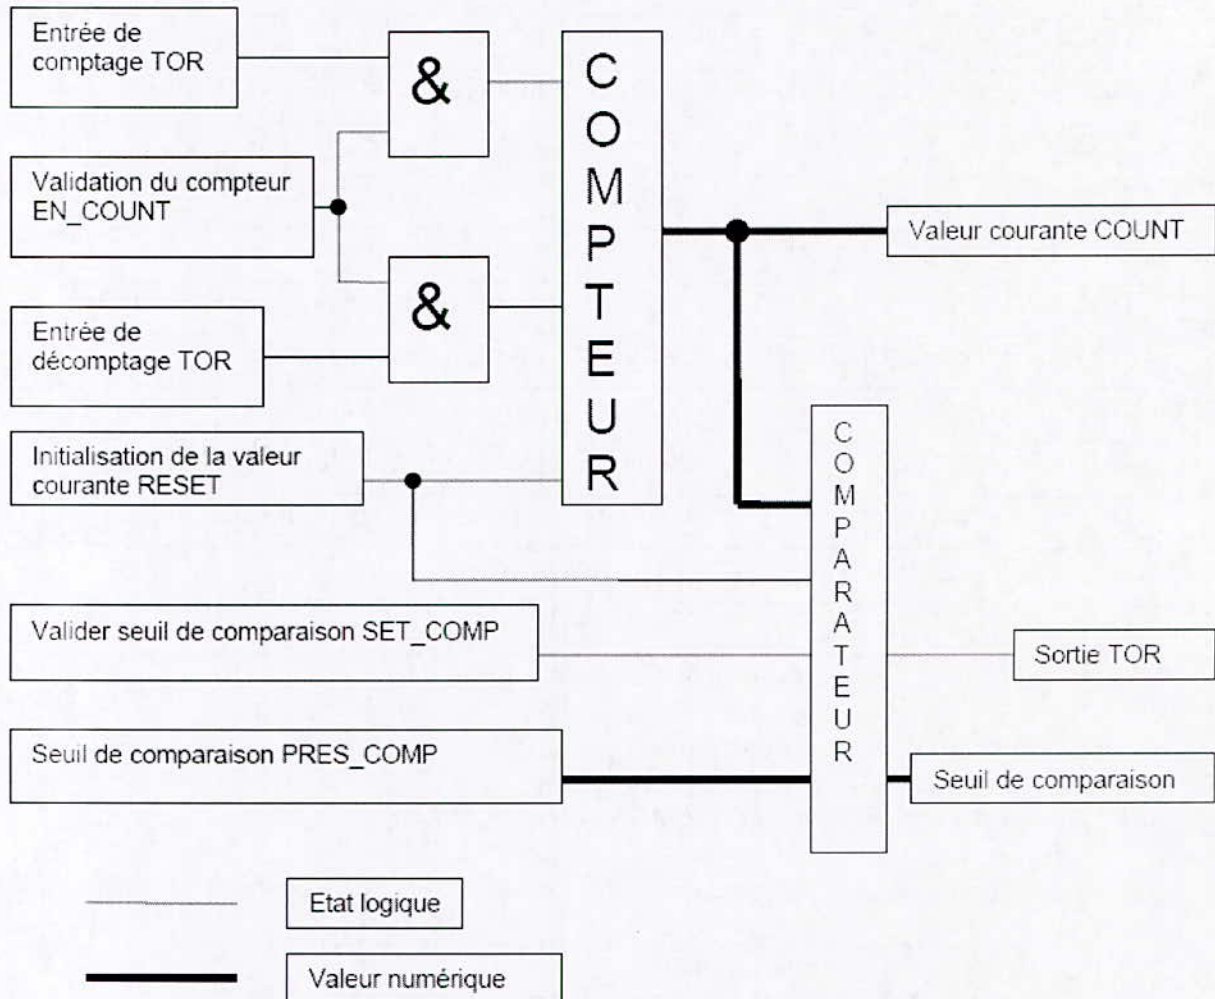 Entrée de
comptage TOR
&
C
O
M
P
T
E
U
R
Validation du compteur
EN_COUNT
Valeur courante COUNT
&
Entrée de
décomptage TOR
Initialisation de la valeur
courante RESET
C
O
M
P
A
R
A
T
E
U
R
Valider seuil de comparaison SET_COMP
Sortie TOR
Seuil de comparaison PRES_COMP
Seuil de comparaison
Etat logique
Valeur numérique